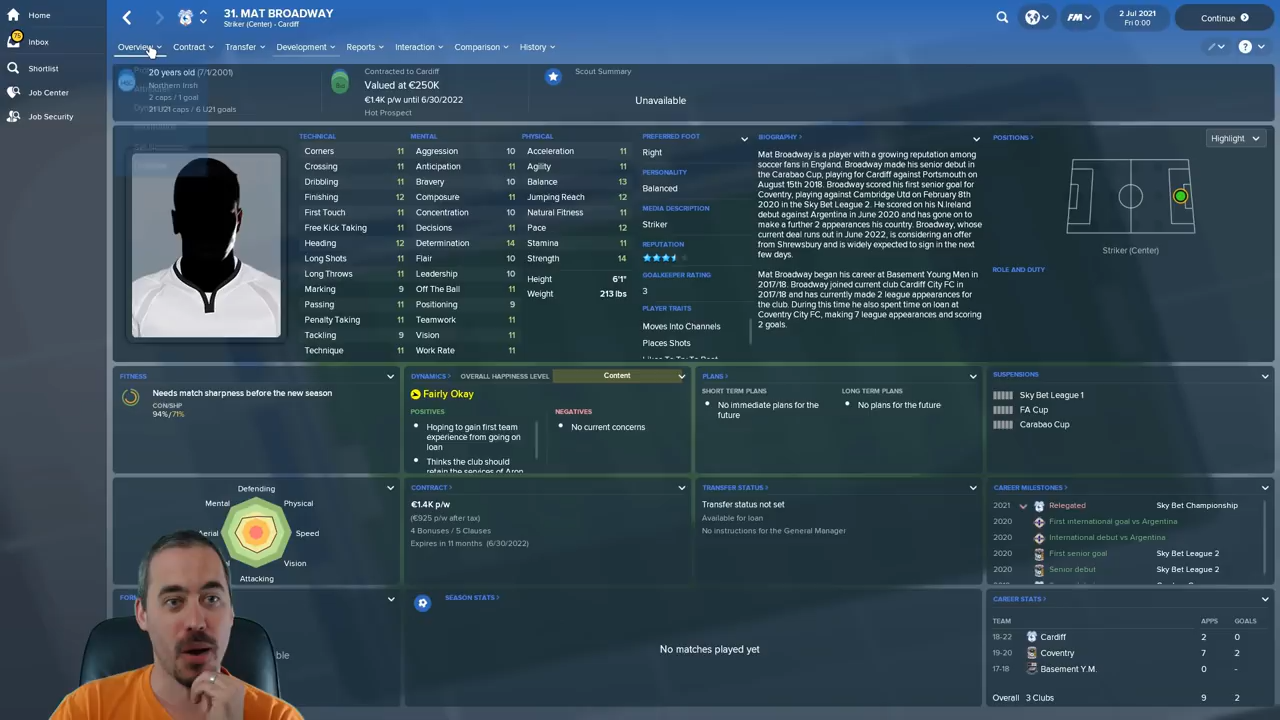 Home
75
Inbox
Shortlist
Job Center
Job Security
31. MAT BROADWAY
Striker (Center) - Cardiff
FM
2 Jul 2021
Fri 0:00
Continue
Overview
Contract
Transfer
Development
Reports
Interaction
Comparison
History
20 years old (7/1/2001)
Northern Irish
2 caps / 1 goal
21 U21 caps / 6 U21 goals
Contracted to Cardiff
Valued at €250K
€1.4K p/w until 6/30/2022
Hot Prospect
Scout Summary
Unavailable
TECHNICAL
Corners 11
Crossing 11
Dribbling 11
Finishing 12
First Touch 11
Free Kick Taking 11
Heading 12
Long Shots 11
Long Throws 11
Marking 9
Passing 11
Penalty Taking 11
Tackling 9
Technique 11
MENTAL
Aggression 10
Anticipation 11
Bravery 10
Composure 11
Concentration 10
Decisions 11
Determination 14
Flair 10
Leadership 10
Off The Ball 11
Positioning 9
Teamwork 11
Vision 11
Work Rate 11
PHYSICAL
Acceleration 11
Agility 11
Balance 13
Jumping Reach 12
Natural Fitness 11
Pace 12
Stamina 11
Strength 14
Height 6'1"
Weight 213 lbs
PREFERRED FOOT
Right
PERSONALITY
Balanced
MEDIA DESCRIPTION
Striker
REPUTATION
GOALKEEPER RATING
3
PLAYER TRAITS
Moves Into Channels
Places Shots
BIOGRAPHY
Mat Broadway is a player with a growing reputation among
soccer fans in England. Broadway made his senior debut in
the Carabao Cup, playing for Cardiff against Portsmouth on
August 15th 2018. Broadway scored his first senior goal for
Coventry, playing against Cambridge Utd on February 8th
2020 in the Sky Bet League 2. He scored on his N.Ireland
debut against Argentina in June 2020 and has gone on to
make a further 2 appearances his country. Broadway, whose
current deal runs out in June 2022, is considering an offer
from Shrewsbury and is widely expected to sign in the next
few days.
Mat Broadway began his career at Basement Young Men in
2017/18. Broadway joined current club Cardiff City FC in
2017/18 and has currently made 2 league appearances for
the club. During this time he also spent time on loan at
Coventry City FC, making 7 league appearances and scoring
2 goals.
POSITIONS
Highlight
Striker (Center)
ROLE AND DUTY
FITNESS
Needs match sharpness before the new season
CON/SHP
94%/71%
DYNAMICS
OVERALL HAPPINESS LEVEL
Content
Fairly Okay
POSITIVES
Hoping to gain first team
experience from going on
loan
Thinks the club should
NEGATIVES
No current concerns
PLANS
SHORT TERM PLANS
No immediate plans for the
future
LONG TERM PLANS
No plans for the future
SUSPENSIONS
Sky Bet League 1
FA Cup
Carabao Cup
Defending
Mental
Physical
Aerial
Speed
Vision
Attacking
CONTRACT
€1.4K p/w
(€925 p/w after tax)
4 Bonuses / 5 Clauses
Expires in 11 months (6/30/2022)
TRANSFER STATUS
Transfer status not set
Available for loan
No instructions for the General Manager
CAREER MILESTONES
2021 Relegated Sky Bet Championship
2020 First international goal vs Argentina
2020 International debut vs Argentina
2020 First senior goal Sky Bet League 2
2020 Senior debut Sky Bet League 2
SEASON STATS
No matches played yet
CAREER STATS
TEAM APPS GOALS
18-22 Cardiff 2 0
19-20 Coventry 7 2
17-18 Basement Y.M. 0 -
Overall 3 Clubs 9 2